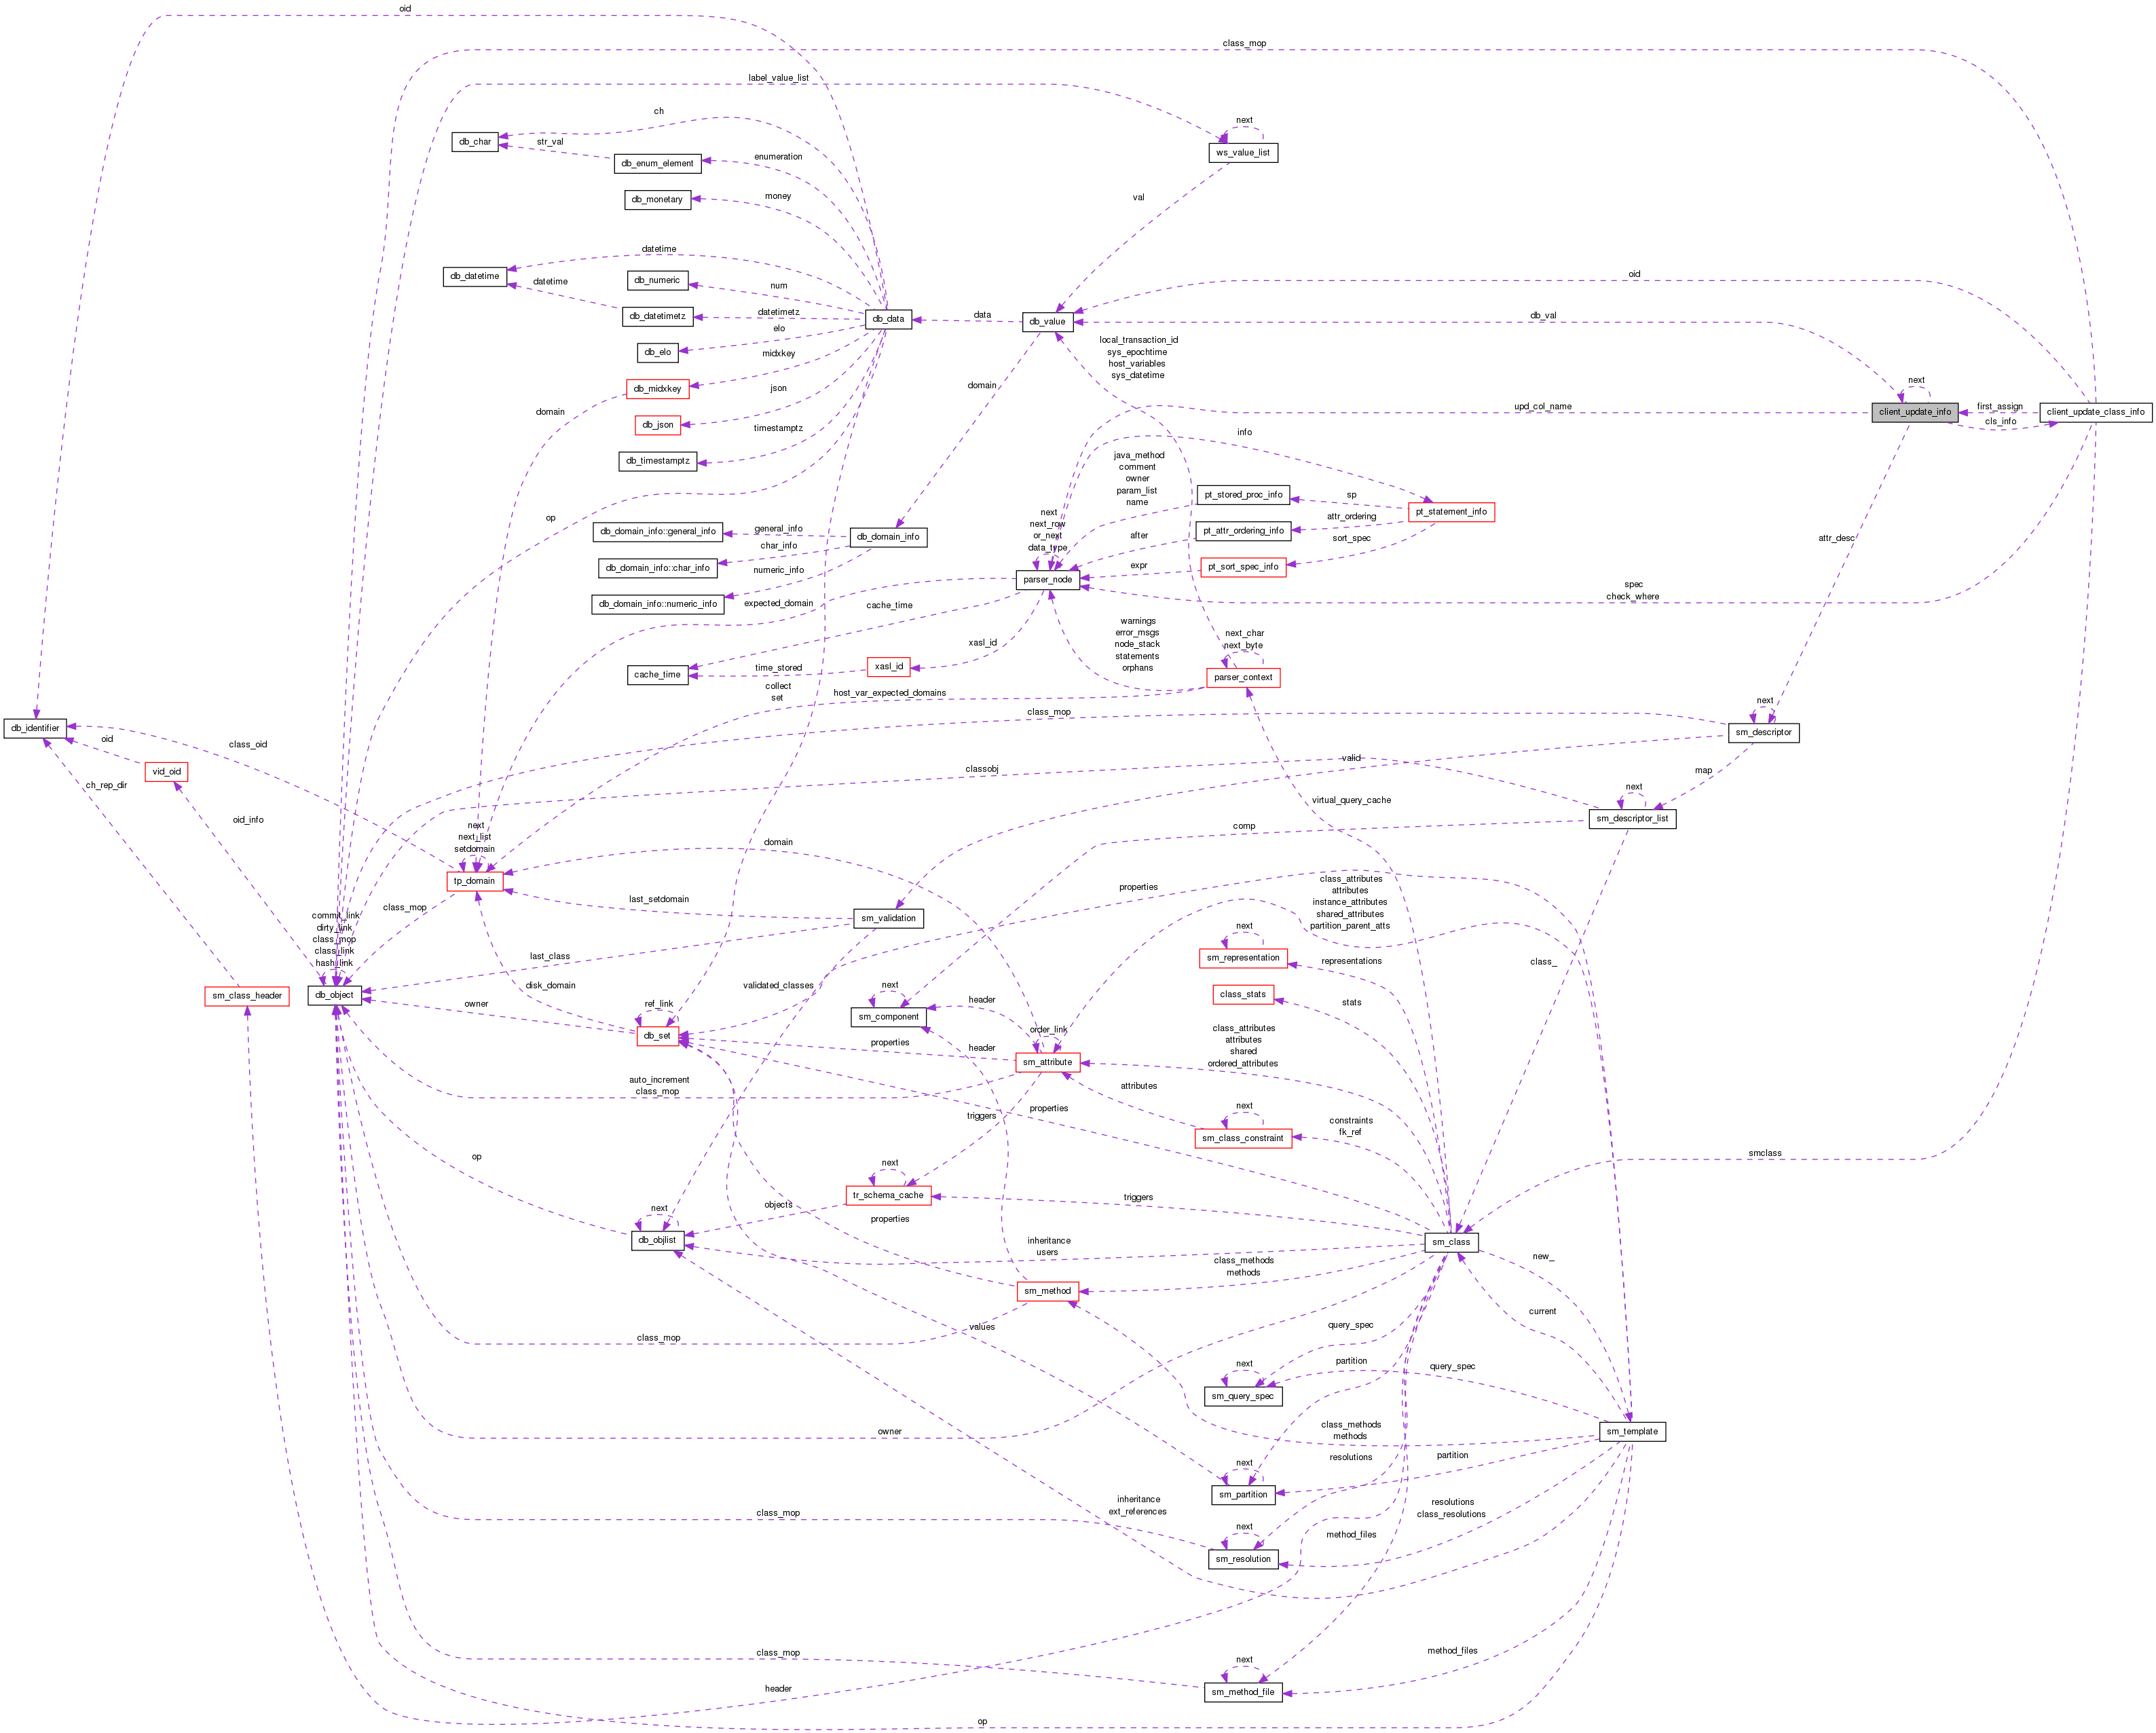 oid
class_mop
label_value_list
ch
next
db_char
str_val
ws_value_list
db_enum_element
enumeration
money
db_monetary
val
datetime
db_datetime
db_numeric
num
oid
datetime
db_datetimetz
datetimetz
db_data
data
db_value
db_val
elo
db_elo
local_transaction_id
sys_epochtime
host_variables
sys_datetime
midxkey
db_midxkey
json
domain
next
upd_col_name
client_update_info
first_assign
client_update_class_info
cls_info
domain
db_json
timestamptz
info
db_timestamptz
java_method
comment
owner
param_list
name
pt_stored_proc_info
sp
pt_statement_info
op
next
next_row
or_next
data_type
attr_ordering
db_domain_info::general_info
general_info
db_domain_info
after
pt_attr_ordering_info
sort_spec
attr_desc
char_info
db_domain_info::char_info
numeric_info
parser_node
expr
pt_sort_spec_info
db_domain_info::numeric_info
expected_domain
cache_time
spec
check_where
warnings
error_msgs
node_stack
statements
orphans
next_char
next_byte
xasl_id
time_stored
xasl_id
cache_time
parser_context
collect
set
host_var_expected_domains
class_mop
next
db_identifier
oid
class_oid
sm_descriptor
vid_oid
ch_rep_dir
classobj
valid
map
next
virtual_query_cache
oid_info
sm_descriptor_list
comp
next
next_list
setdomain
domain
tp_domain
properties
class_attributes
attributes
instance_attributes
shared_attributes
partition_parent_atts
class_mop
last_setdomain
sm_validation
commit_link
dirty_link
class_mop
class_link
hash_link
next
sm_representation
last_class
representations
class_
sm_class_header
db_object
disk_domain
validated_classes
next
class_stats
stats
owner
ref_link
header
sm_component
db_set
order_link
class_attributes
attributes
shared
ordered_attributes
properties
header
sm_attribute
auto_increment
class_mop
attributes
next
triggers
properties
constraints
fk_ref
sm_class_constraint
smclass
op
next
tr_schema_cache
triggers
next
objects
properties
db_objlist
inheritance
users
sm_class
new_
class_methods
methods
sm_method
current
class_mop
values
query_spec
next
partition
query_spec
sm_query_spec
owner
class_methods
methods
sm_template
resolutions
partition
next
sm_partition
inheritance
ext_references
resolutions
class_resolutions
class_mop
next
method_files
sm_resolution
class_mop
next
method_files
sm_method_file
header
op